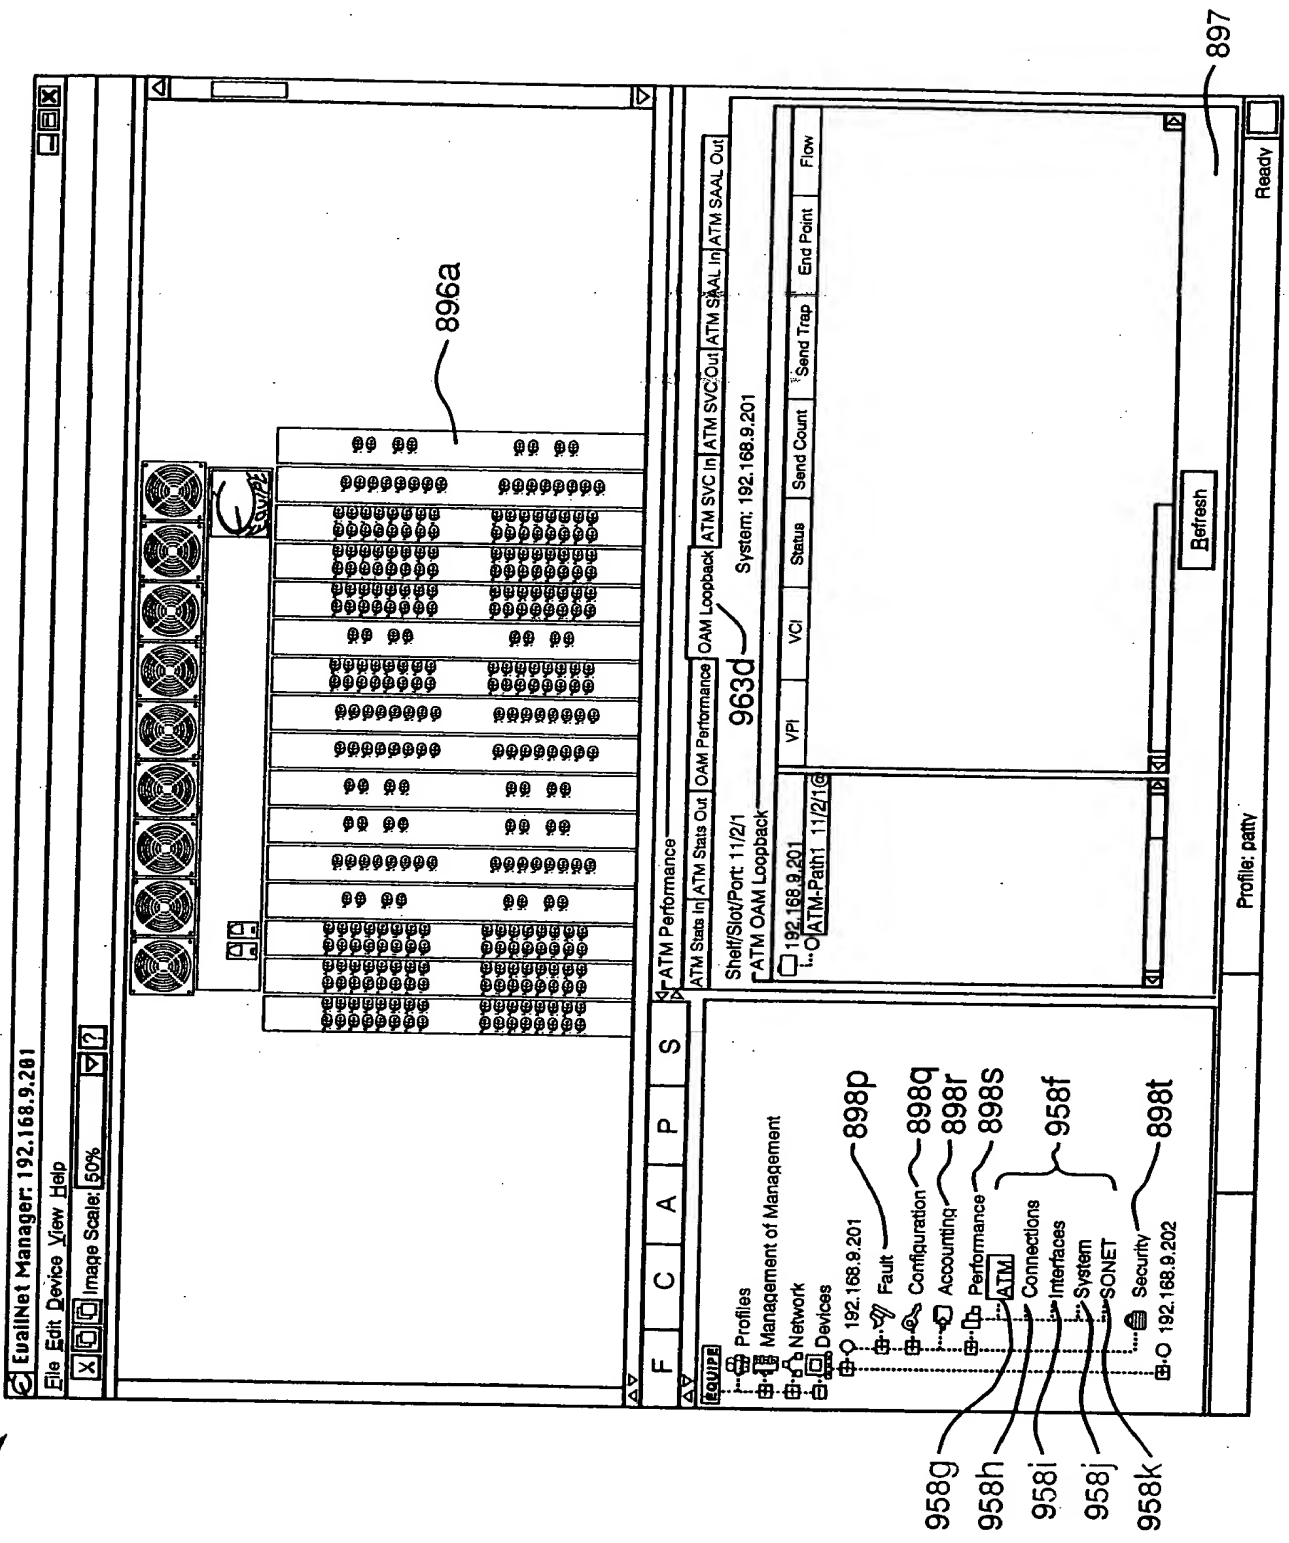 EuailNet Manager: 192.168.9.201
File Edit Device View Help
X Image Scale: 50% ?
896a
F C A P S
EQUIPE
Profiles
Management of Management
Network
Devices
192.168.9.201
Fault
898p
Configuration
898q
Accounting
898r
Performance
898s
ATM
Connections
Interfaces
System
SONET
958f
Security
898t
192.168.9.202
958g
958h
958i
958j
958k
ATM Performance
ATM Stats In ATM Stats Out OAM Performance OAM Loopback ATM SVC In ATM SVC Out ATM SAAL In ATM SAAL Out
963d
Shelf/Slot/Port: 11/2/1 System: 192.168.9.201
ATM OAM Loopback
192.168.9.201
ATM-Path1 11/2/1@
VPI VCI Status Send Count Send Trap End Point Flow
Refresh
897
Profile: patty Ready